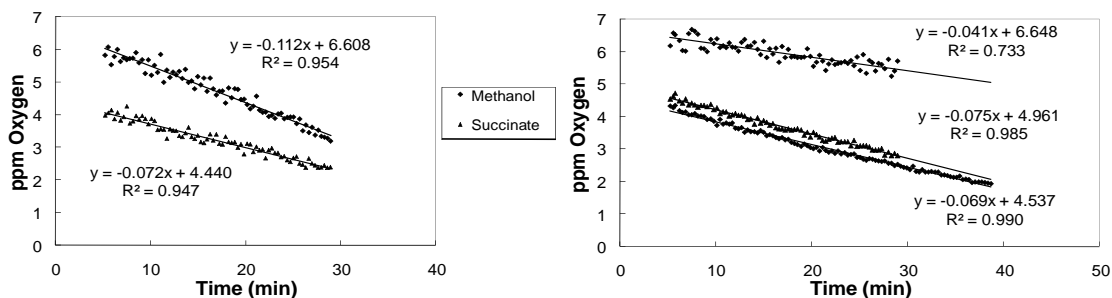 7
6
5
4
3
2
1
0
ppm Oxygen
y = -0.112x + 6.608
R² = 0.954
y = -0.072x + 4.440
R² = 0.947
0 10 20 30 40
Time (min)
Methanol
Succinate
7
6
5
4
3
2
1
0
ppm Oxygen
y = -0.041x + 6.648
R² = 0.733
y = -0.075x + 4.961
R² = 0.985
y = -0.069x + 4.537
R² = 0.990
0 10 20 30 40 50
Time (min)